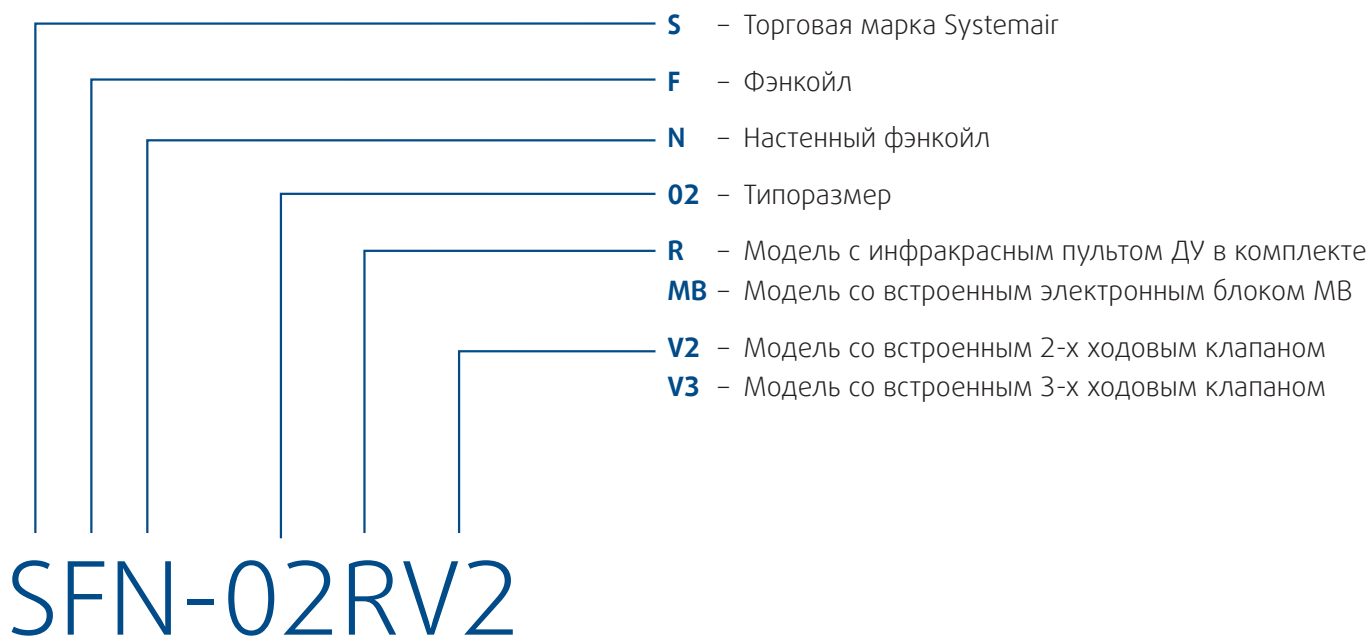 S – Торговая марка Systemair
F – Фэнкойл
N – Настенный фэнкойл
02 – Типоразмер
R – Модель с инфракрасным пультом ДУ в комплекте
MB – Модель со встроенным электронным блоком МВ
V2 – Модель со встроенным 2-х ходовым клапаном
V3 – Модель со встроенным 3-х ходовым клапаном
SFN-02RV2